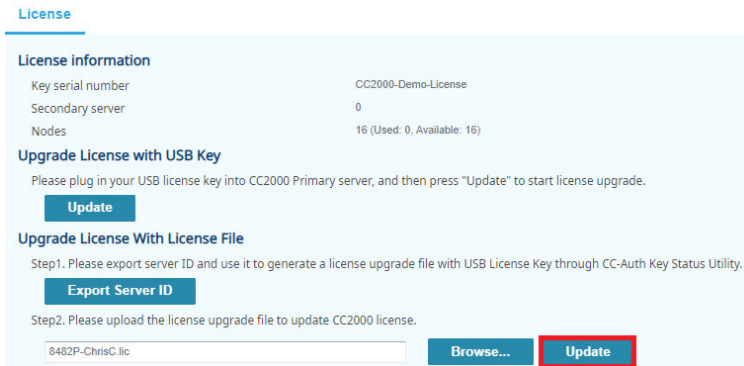 License
License information
Key serial number CC2000-Demo-License
Secondary server 0
Nodes 16 (Used: 0, Available: 16)
Upgrade License with USB Key
Please plug in your USB license key into CC2000 Primary server, and then press "Update" to start license upgrade.
Update
Upgrade License With License File
Step1. Please export server ID and use it to generate a license upgrade file with USB License Key through CC-Auth Key Status Utility.
Export Server ID
Step2. Please upload the license upgrade file to update CC2000 license.
8482P-ChrisC.lic Browse... Update